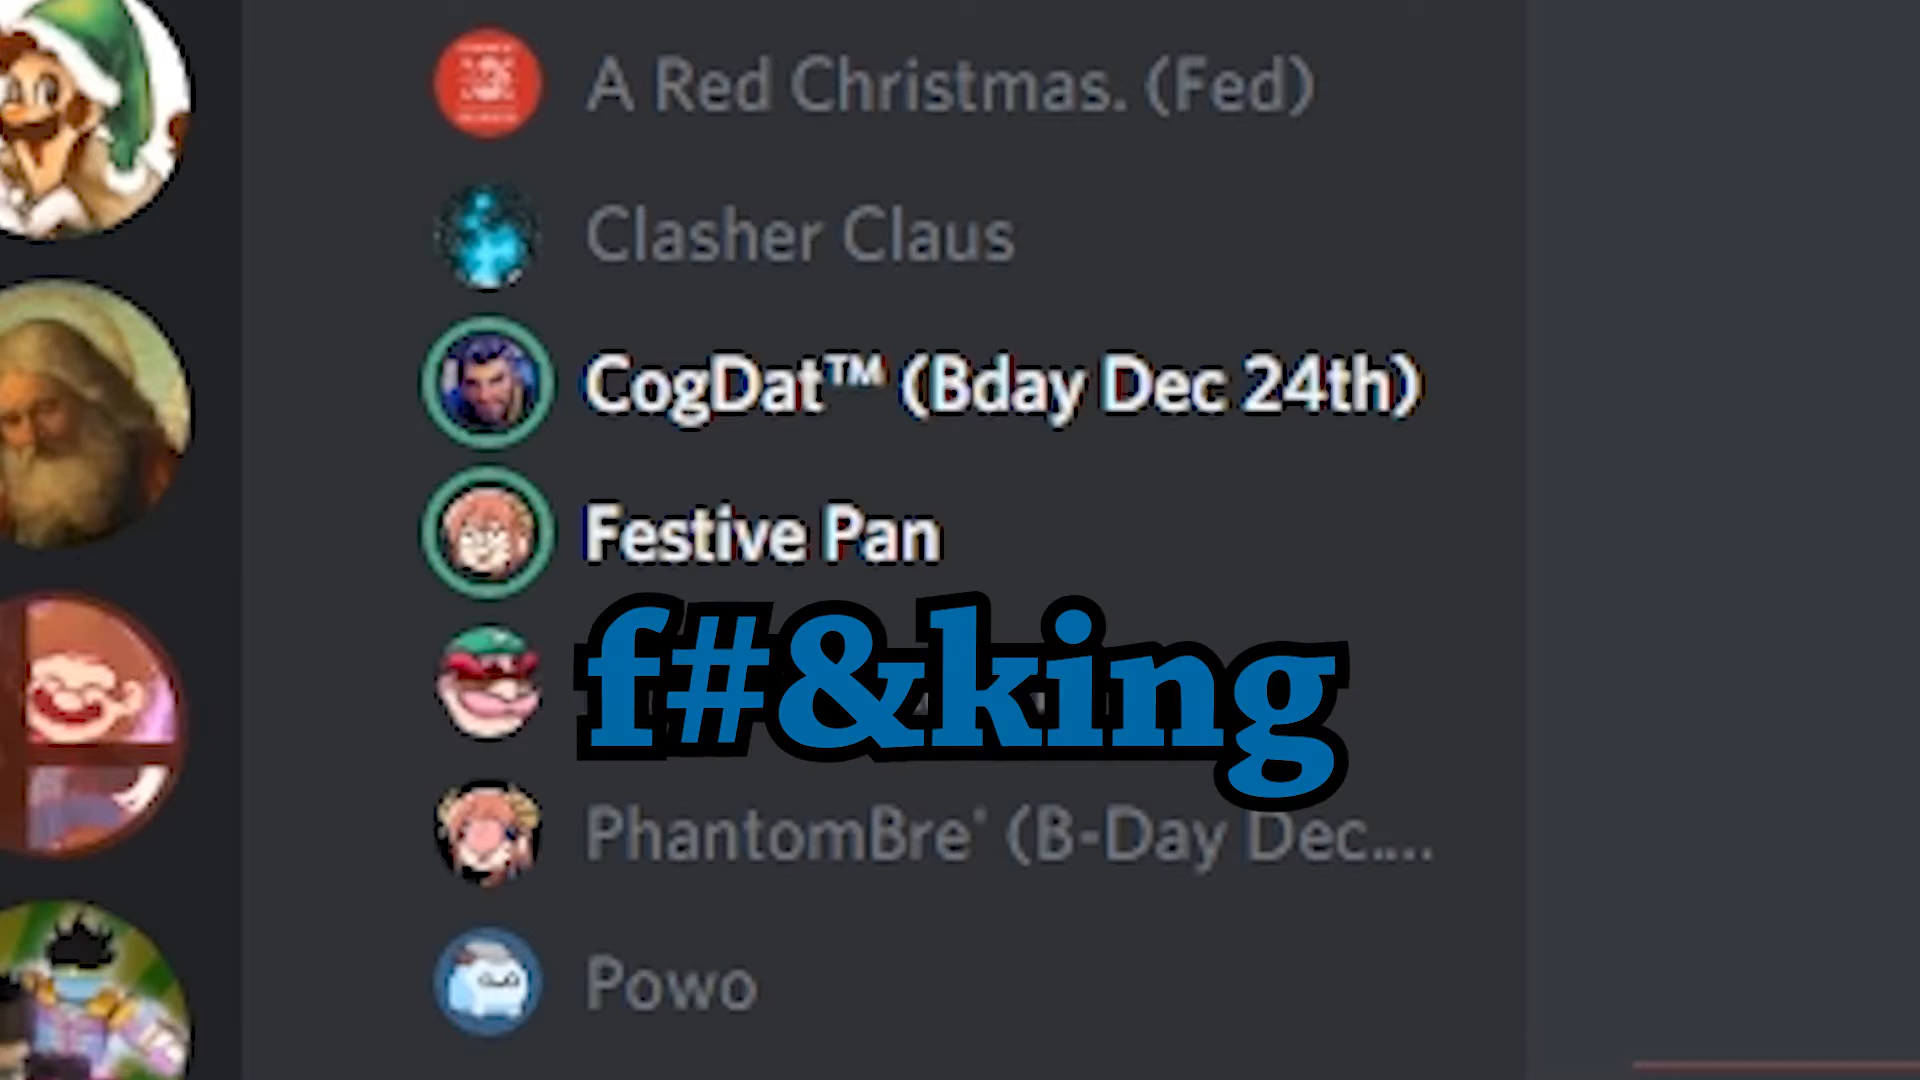 A Red Christmas. (Fed)
Clasher Claus
CogDat™ (Bday Dec 24th)
Festive Pan
f#&king
PhantomBre' (B-Day Dec....
Powo